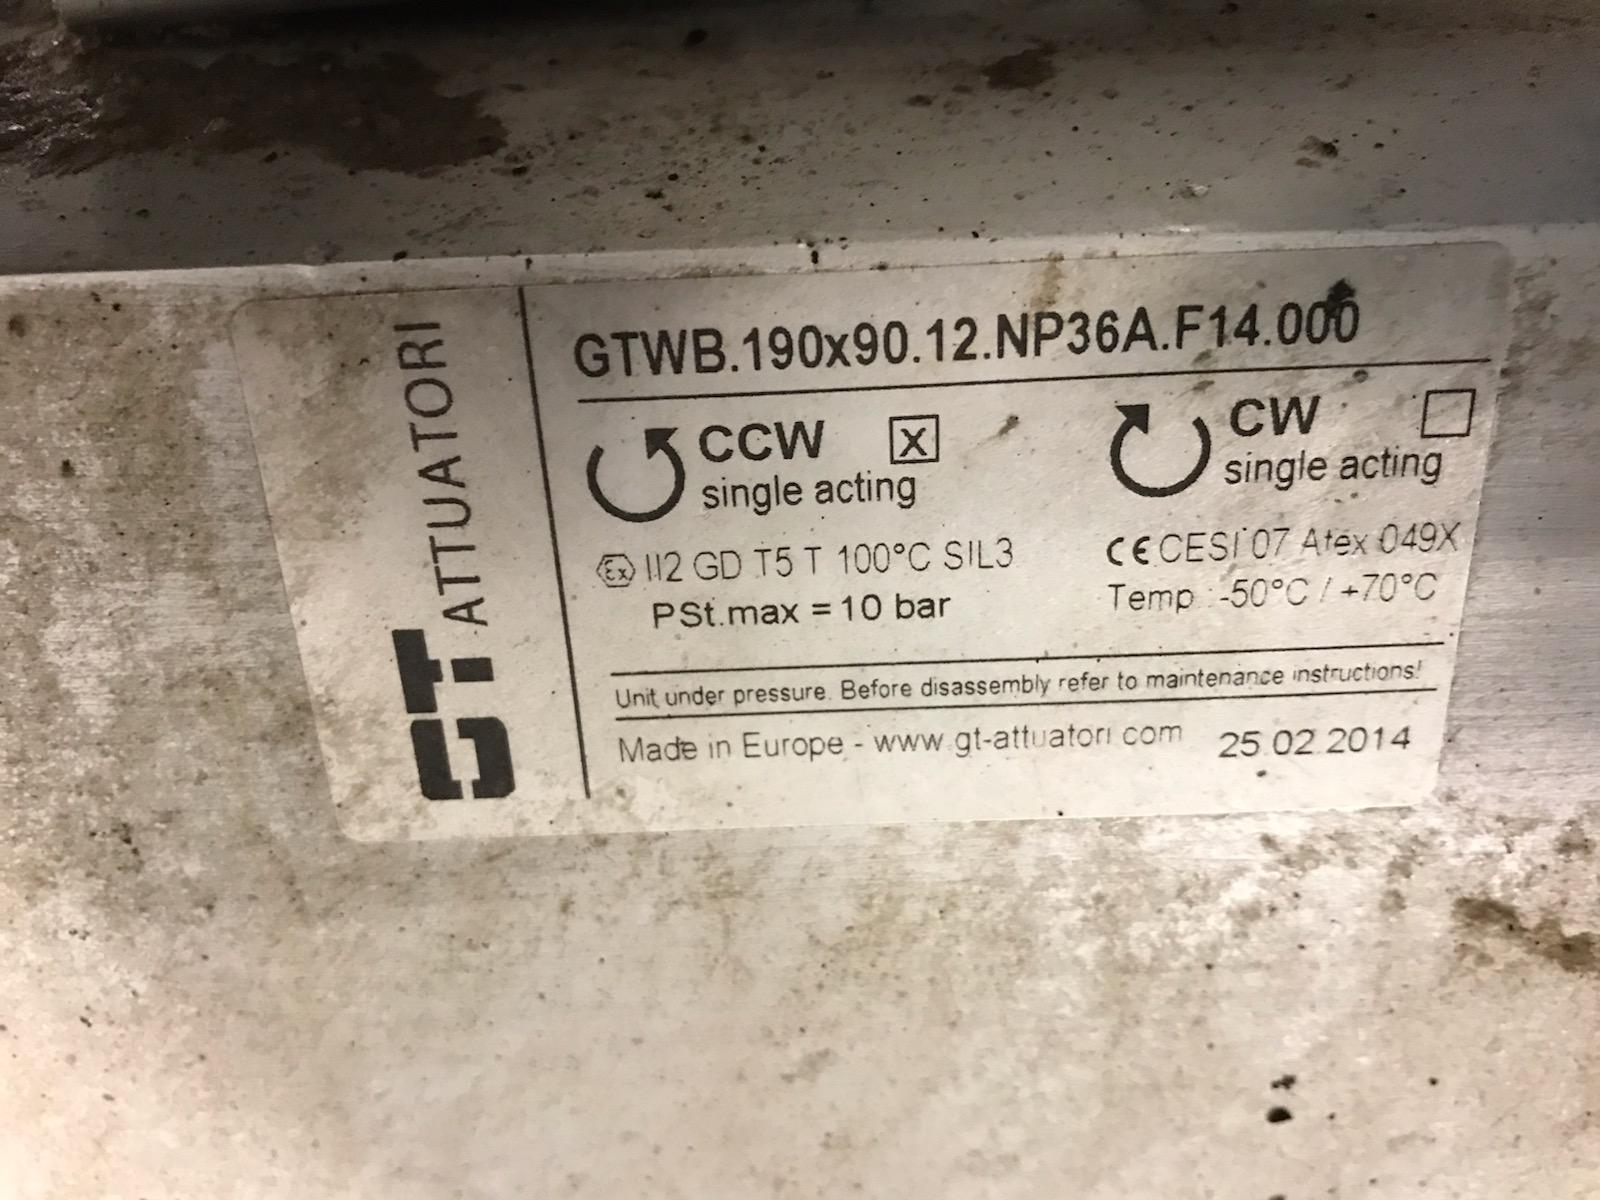 GT ATTUATORI
GTWB.190x90.12.NP36A.F14.000
CCW X
single acting
CW
single acting
Ex II2 GD T5 T 100°C SIL3
PSt.max = 10 bar
CE CESI 07 Atex 049X
Temp.: -50°C / +70°C
Unit under pressure. Before disassembly refer to maintenance instructions!
Made in Europe - www.gt-attuatori.com 25.02.2014